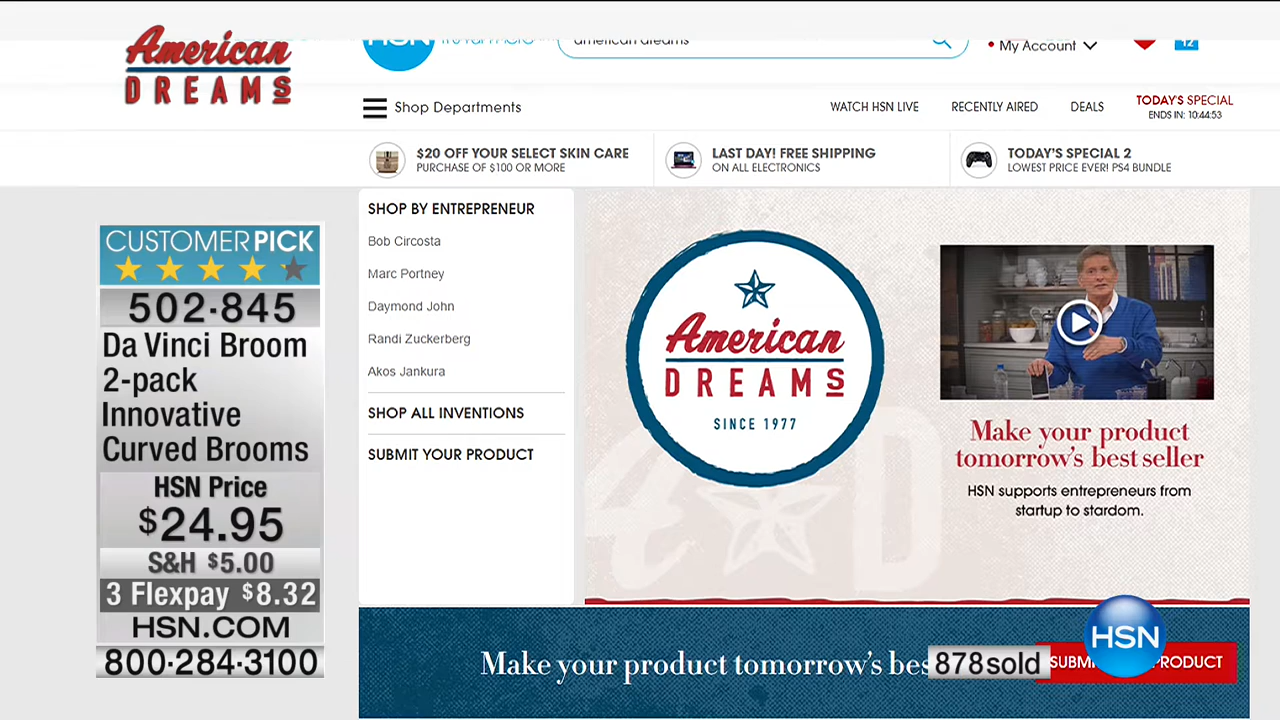 American
DREAMS
HSN
american dreams
My Account
12
Shop Departments
WATCH HSN LIVE
RECENTLY AIRED
DEALS
TODAY'S SPECIAL
ENDS IN: 10:44:53
$20 OFF YOUR SELECT SKIN CARE
PURCHASE OF $100 OR MORE
LAST DAY! FREE SHIPPING
ON ALL ELECTRONICS
TODAY'S SPECIAL 2
LOWEST PRICE EVER! PS4 BUNDLE
CUSTOMER PICK
502·845
Da Vinci Broom
2-pack
Innovative
Curved Brooms
HSN Price
$24.95
S&H $5.00
3 Flexpay $8.32
HSN.COM
800·284·3100
SHOP BY ENTREPRENEUR
Bob Circosta
Marc Portney
Daymond John
Randi Zuckerberg
Akos Jankura
SHOP ALL INVENTIONS
SUBMIT YOUR PRODUCT
American
DREAMS
SINCE 1977
Make your product
tomorrow's best seller
HSN supports entrepreneurs from
startup to stardom.
Make your product tomorrow's bes
878 sold
SUBM
PRODUCT
HSN